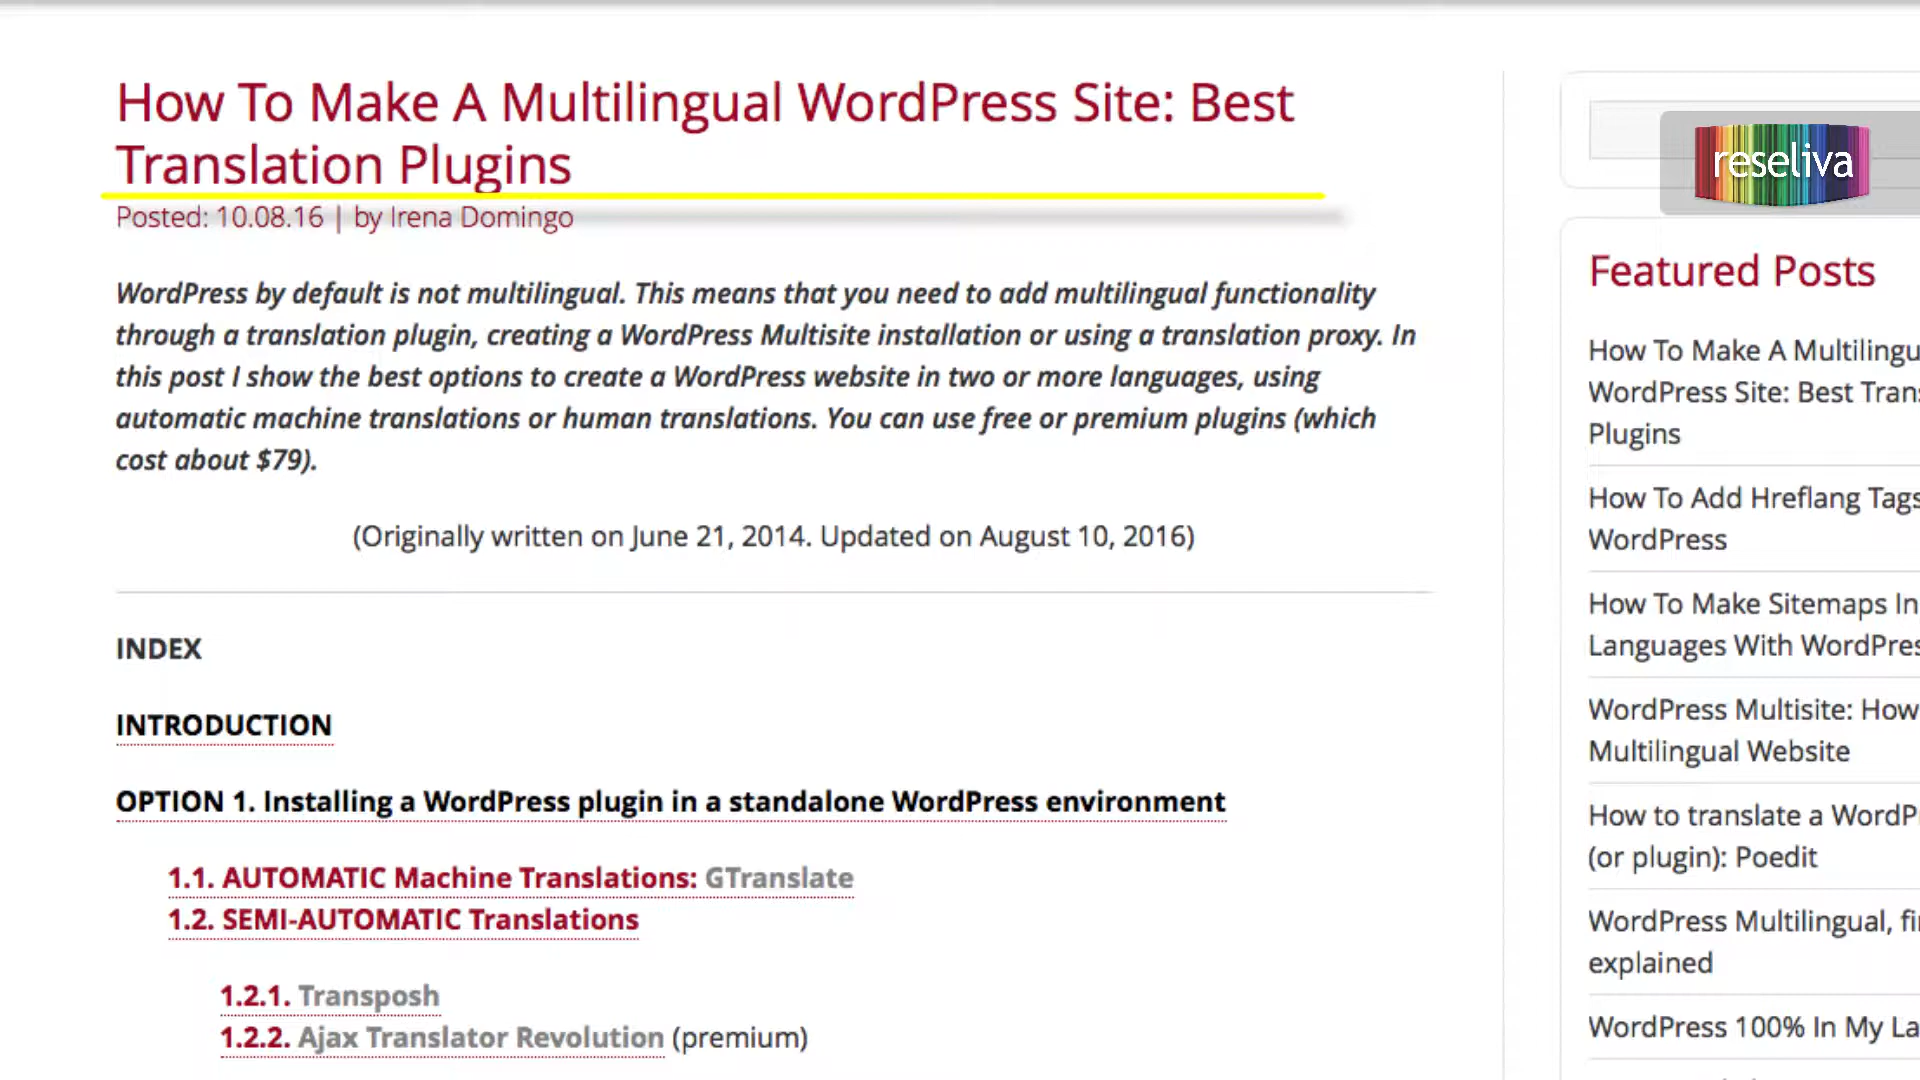 How To Make A Multilingual WordPress Site: Best
Translation Plugins
Posted: 10.08.16 | by Irena Domingo
WordPress by default is not multilingual. This means that you need to add multilingual functionality
through a translation plugin, creating a WordPress Multisite installation or using a translation proxy. In
this post I show the best options to create a WordPress website in two or more languages, using
automatic machine translations or human translations. You can use free or premium plugins (which
cost about $79).
(Originally written on June 21, 2014. Updated on August 10, 2016)
INDEX
INTRODUCTION
OPTION 1. Installing a WordPress plugin in a standalone WordPress environment
1.1. AUTOMATIC Machine Translations: GTranslate
1.2. SEMI-AUTOMATIC Translations
1.2.1. Transposh
1.2.2. Ajax Translator Revolution (premium)
reseliva
Featured Posts
How To Make A Multilingu
WordPress Site: Best Trans
Plugins
How To Add Hreflang Tags
WordPress
How To Make Sitemaps In
Languages With WordPres
WordPress Multisite: How
Multilingual Website
How to translate a WordP
(or plugin): Poedit
WordPress Multilingual, fi
explained
WordPress 100% In My La